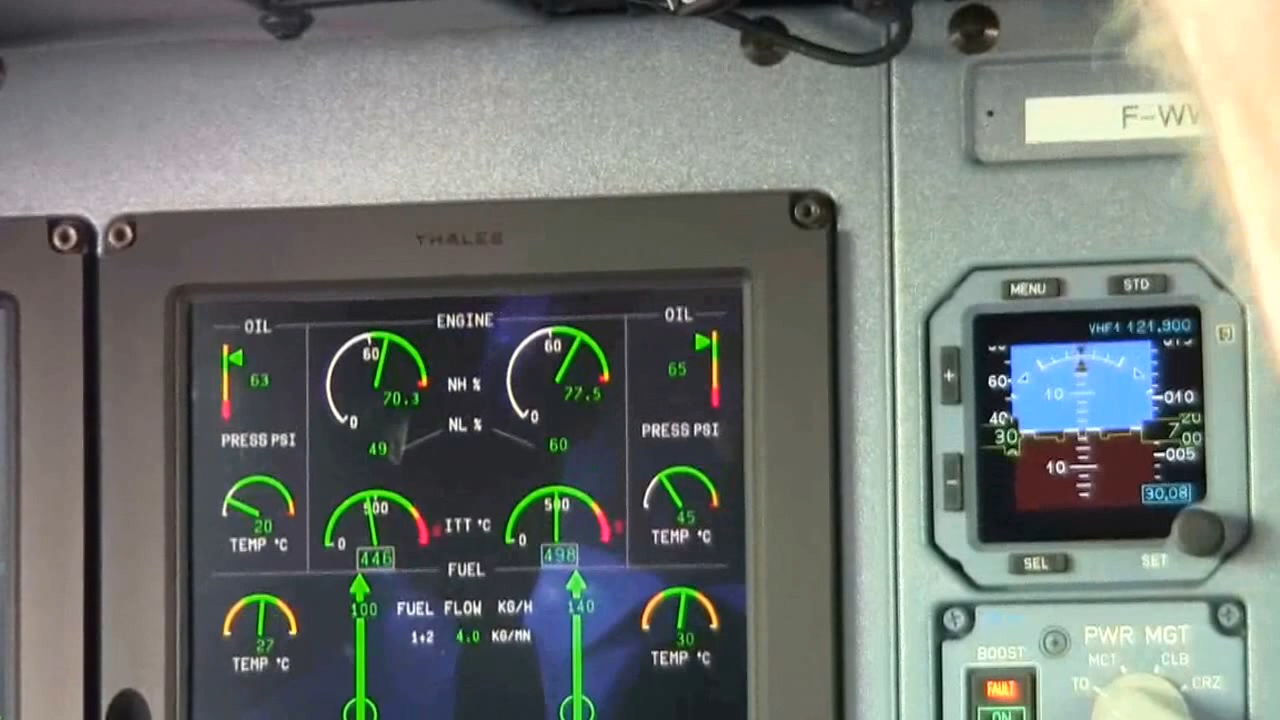 F-WW
THALES
MENU STD
OIL ENGINE OIL
VHF1 121.900
63 60 60 65
70.3 NH % 77.5
0 0
NL %
49 60
PRESS PSI PRESS PSI
60
40
30
10
10
010
20
7 00
005
30.08
500 500
20 ITT °C 45
0 0
TEMP °C TEMP °C
446 498
FUEL
SEL SET
100 FUEL FLOW KG/H 140
1+2 4.0 KG/MN
27 30
TEMP °C TEMP °C
PWR MGT
BOOST MCT CLB
TO CRZ
FAULT
ON